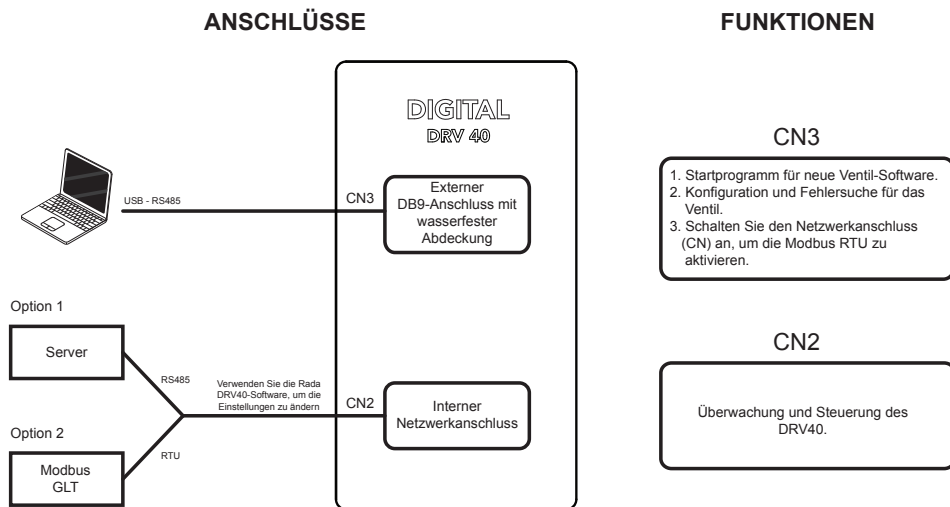 ANSCHLÜSSE
FUNKTIONEN
DIGITAL
DRV 40
USB - RS485
CN3
Externer
DB9-Anschluss mit
wasserfester
Abdeckung
CN3
1. Startprogramm für neue Ventil-Software.
2. Konfiguration und Fehlersuche für das
Ventil.
3. Schalten Sie den Netzwerkanschluss
(CN) an, um die Modbus RTU zu
aktivieren.
Option 1
Server
RS485
Verwenden Sie die Rada
DRV40-Software, um die
Einstellungen zu ändern
CN2
Interner
Netzwerkanschluss
Option 2
Modbus
GLT
RTU
CN2
Überwachung und Steuerung des
DRV40.